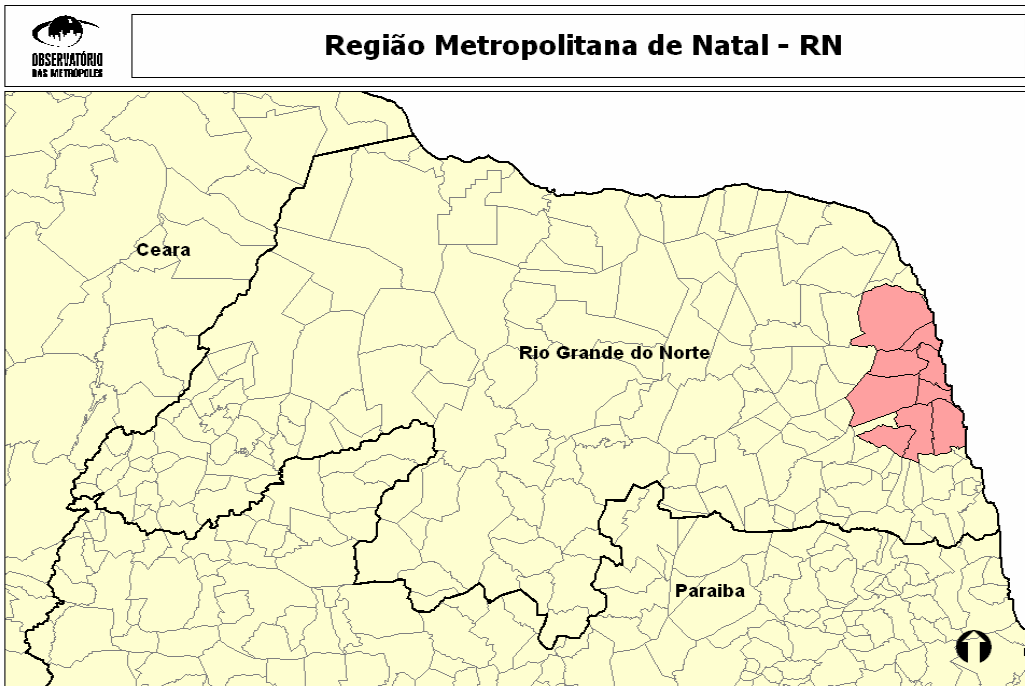 OBSERVATÓRIO
DAS METRÓPOLES
Região Metropolitana de Natal - RN
Ceara
Rio Grande do Norte
Paraiba